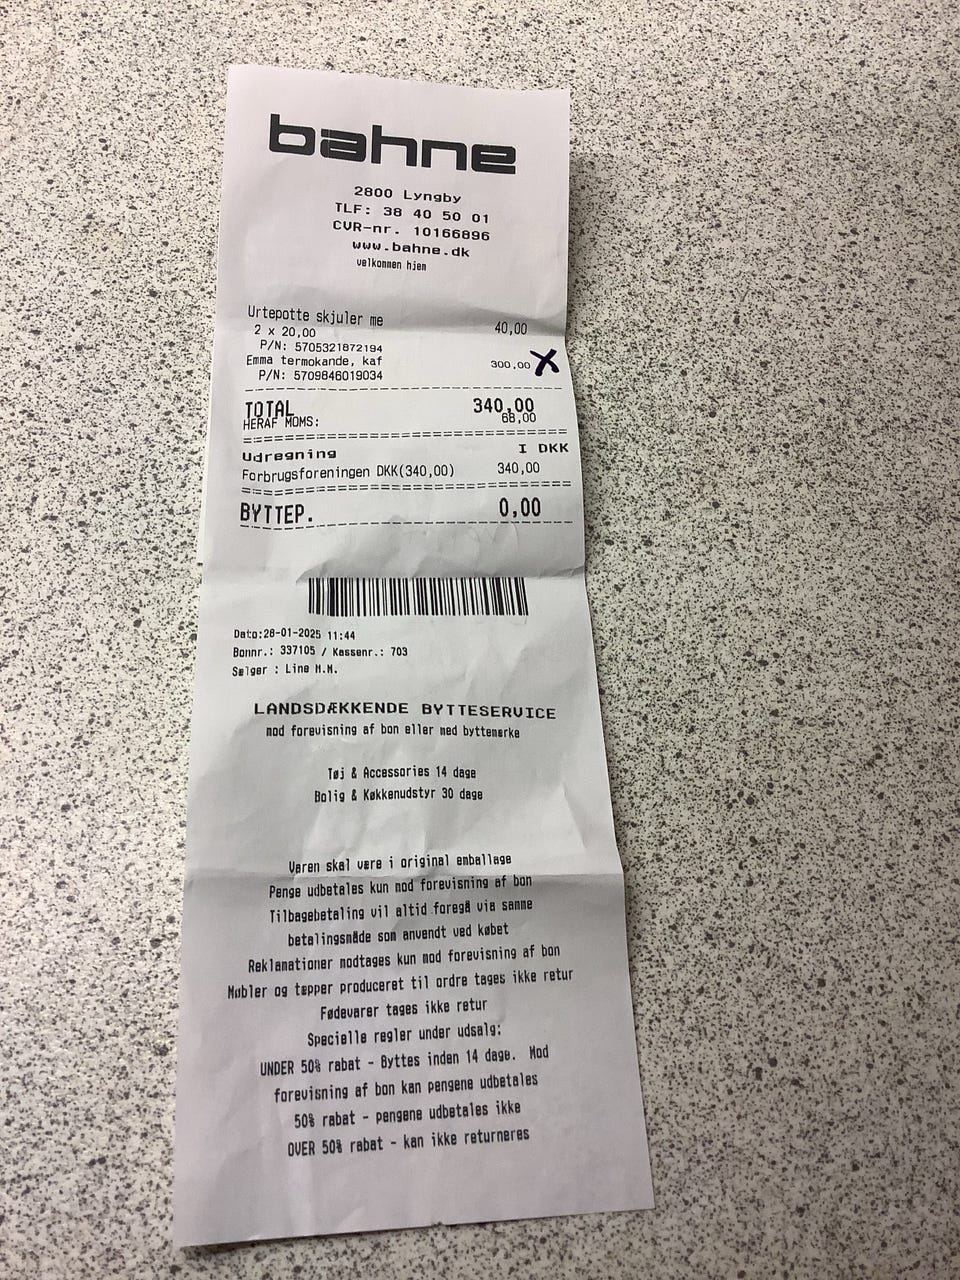 bahne
2800 Lyngby
TLF: 38 40 50 01
CVR-nr. 10166896
www.bahne.dk
velkommen hjem
Urtepotte skjuler me 40,00
2 x 20,00
P/N: 5705321872194
Emma termokande, kaf 300,00 X
P/N: 5709846019034
TOTAL 340,00
HERAF MOMS: 68,00
Udregning I DKK
Forbrugsforeningen DKK(340,00) 340,00
BYTTEP. 0,00
Dato:28-01-2025 11:44
Bonnr.: 337105 / Kassenr.: 703
Sælger : Line M.M.
LANDSDÆKKENDE BYTTESERVICE
mod forevisning af bon eller med byttemærke
Tøj & Accessories 14 dage
Bolig & Køkkenudstyr 30 dage
Varen skal være i original emballage
Penge udbetales kun mod forevisning af bon
Tilbagebetaling vil altid foregå via samme
betalingsmåde som anvendt ved købet
Reklamationer modtages kun mod forevisning af bon
Møbler og tæpper produceret til ordre tages ikke retur
Fødevarer tages ikke retur
Specielle regler under udsalg:
UNDER 50% rabat - Byttes inden 14 dage. Mod
forevisning af bon kan pengene udbetales
50% rabat - pengene udbetales ikke
OVER 50% rabat - kan ikke returneres